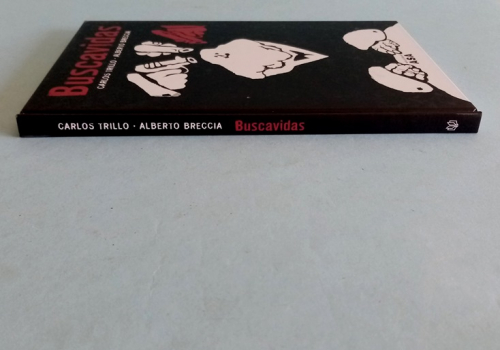 Buscavidas
CARLOS TRILLO · ALBERTO BRECCIA
CARLOS TRILLO · ALBERTO BRECCIA Buscavidas